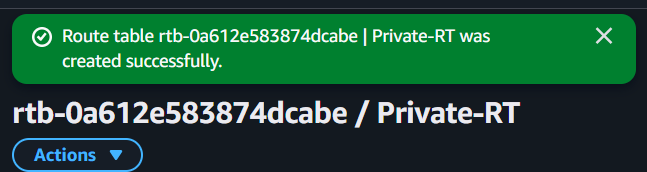 Route table rtb-0a612e583874dcabe | Private-RT was
created successfully.
rtb-0a612e583874dcabe / Private-RT
Actions